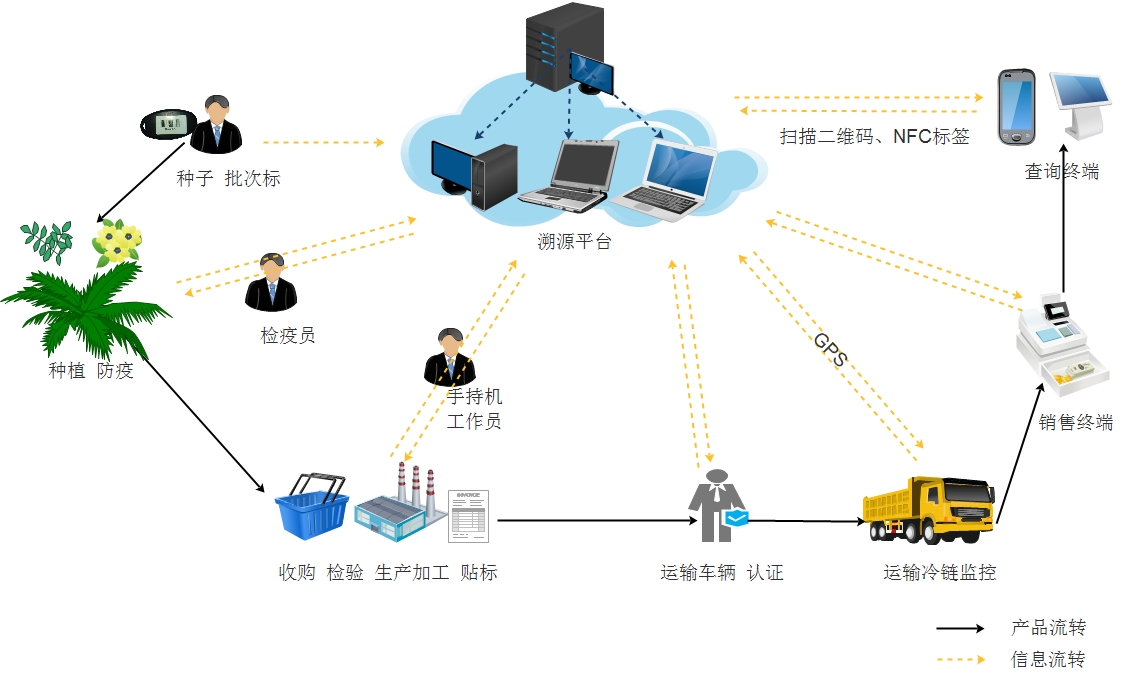 扫描二维码、NFC标签
种子 批次标
查询终端
溯源平台
检疫员
GPS
种植 防疫
手持机
工作员
销售终端
INVOICE
收购 检验 生产加工 贴标
运输车辆 认证
运输冷链监控
产品流转
信息流转